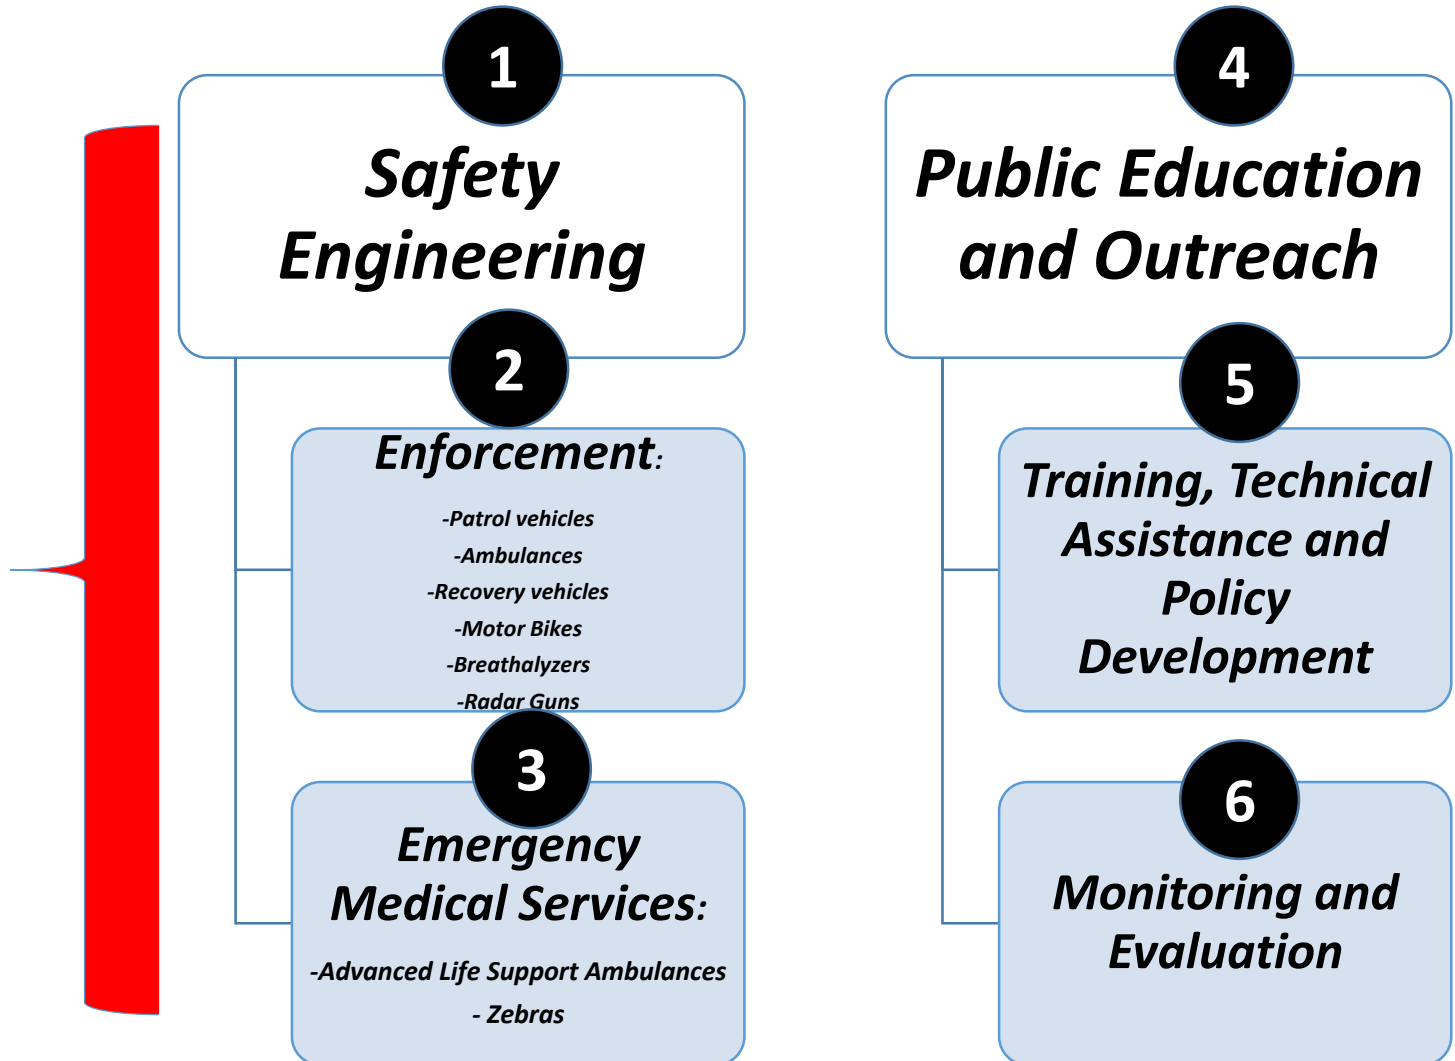 1
Safety
Engineering
2
Enforcement:
-Patrol vehicles
-Ambulances
-Recovery vehicles
-Motor Bikes
-Breathalyzers
-Radar Guns
3
Emergency
Medical Services:
-Advanced Life Support Ambulances
- Zebras
4
Public Education
and Outreach
5
Training, Technical
Assistance and
Policy
Development
6
Monitoring and
Evaluation